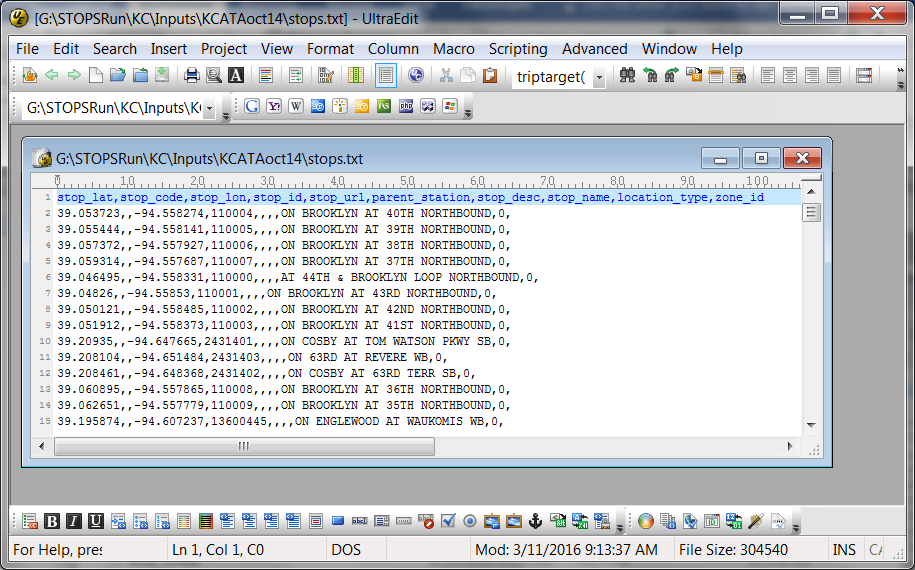 [G:\STOPSRun\KC\Inputs\KCATAoct14\stops.txt] - UltraEdit
File Edit Search Insert Project View Format Column Macro Scripting Advanced Window Help
triptarget(
G:\STOPSRun\KC\Inputs\K
G:\STOPSRun\KC\Inputs\KCATAoct14\stops.txt
0 10 20 30 40 50 60 70 80 90 100
1 stop_lat,stop_code,stop_lon,stop_id,stop_url,parent_station,stop_desc,stop_name,location_type,zone_id
2 39.053723,,-94.558274,110004,,,,ON BROOKLYN AT 40TH NORTHBOUND,0,
3 39.055444,,-94.558141,110005,,,,ON BROOKLYN AT 39TH NORTHBOUND,0,
4 39.057372,,-94.557927,110006,,,,ON BROOKLYN AT 38TH NORTHBOUND,0,
5 39.059314,,-94.557687,110007,,,,ON BROOKLYN AT 37TH NORTHBOUND,0,
6 39.046495,,-94.558331,110000,,,,AT 44TH & BROOKLYN LOOP NORTHBOUND,0,
7 39.04826,,-94.55853,110001,,,,ON BROOKLYN AT 43RD NORTHBOUND,0,
8 39.050121,,-94.558485,110002,,,,ON BROOKLYN AT 42ND NORTHBOUND,0,
9 39.051912,,-94.558373,110003,,,,ON BROOKLYN AT 41ST NORTHBOUND,0,
10 39.20935,,-94.647665,2431401,,,,ON COSBY AT TOM WATSON PKWY SB,0,
11 39.208104,,-94.651484,2431403,,,,ON 63RD AT REVERE WB,0,
12 39.208461,,-94.648368,2431402,,,,ON COSBY AT 63RD TERR SB,0,
13 39.060895,,-94.557865,110008,,,,ON BROOKLYN AT 36TH NORTHBOUND,0,
14 39.062651,,-94.557779,110009,,,,ON BROOKLYN AT 35TH NORTHBOUND,0,
15 39.195874,,-94.607237,13600445,,,,ON ENGLEWOOD AT WAUKOMIS WB,0,
B I U
For Help, pres Ln 1, Col 1, C0 DOS Mod: 3/11/2016 9:13:37 AM File Size: 304540 INS CA